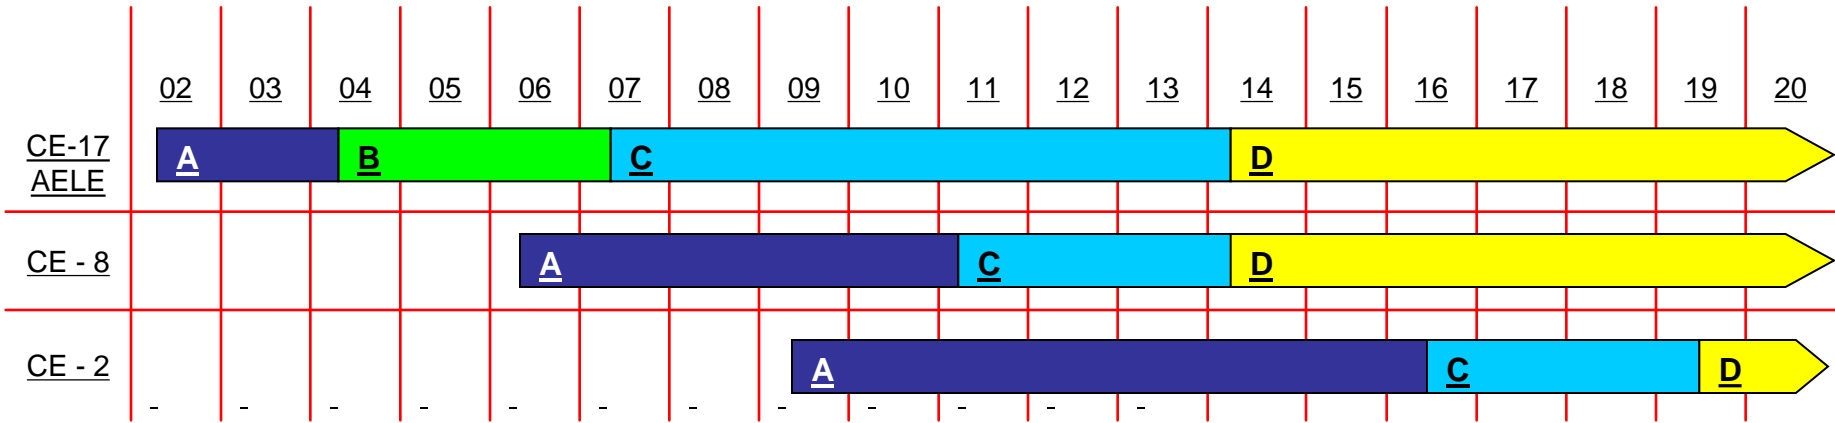 02 03 04 05 06 07 08 09 10 11 12 13 14 15 16 17 18 19 20
CE-17
AELE
A B C D
CE - 8
A C D
CE - 2
A C D
- - - - - - - - - - - -